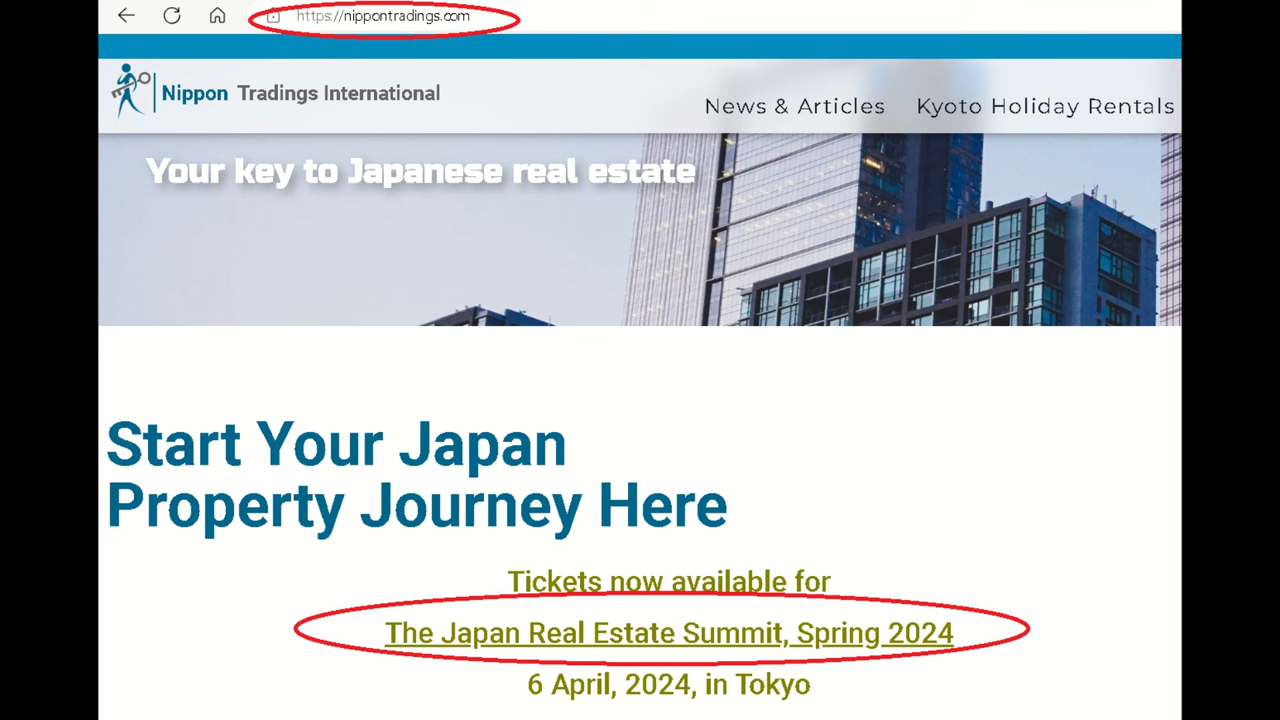 https://nippontradings.com
Nippon Tradings International
News & Articles Kyoto Holiday Rentals
Your key to Japanese real estate
Start Your Japan
Property Journey Here
Tickets now available for
The Japan Real Estate Summit, Spring 2024
6 April, 2024, in Tokyo